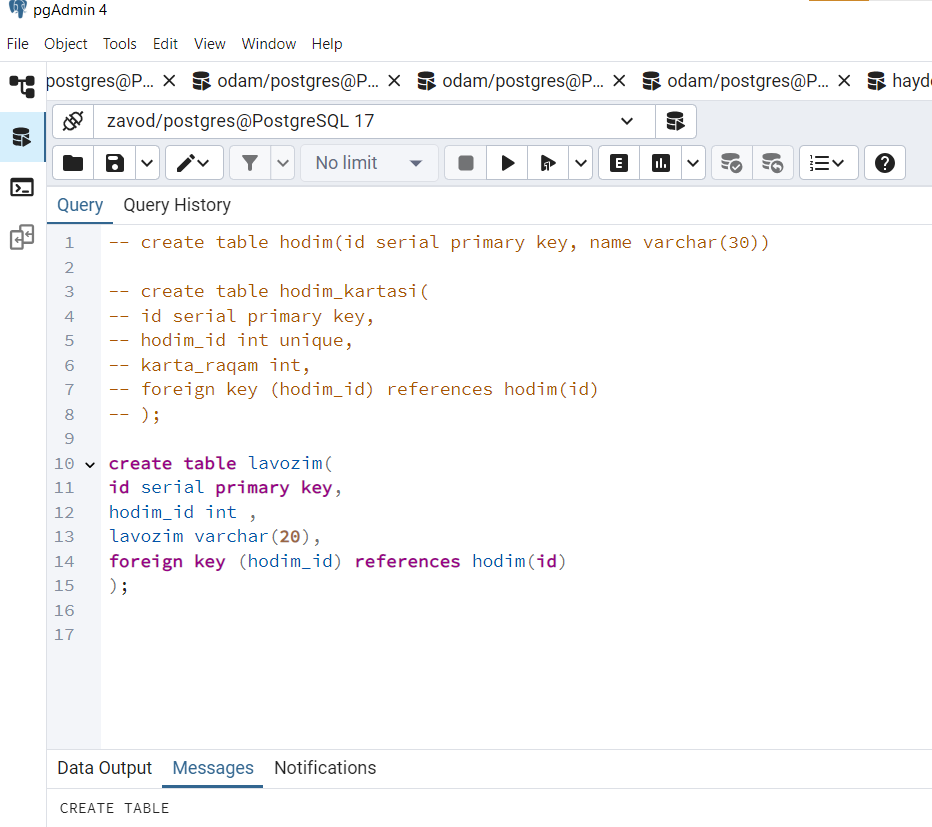 pgAdmin 4
File Object Tools Edit View Window Help
postgres@P... odam/postgres@P... odam/postgres@P... odam/postgres@P...
zavod/postgres@PostgreSQL 17
No limit
E
Query Query History
1 -- create table hodim(id serial primary key, name varchar(30))
2
3 -- create table hodim_kartasi(
4 -- id serial primary key,
5 -- hodim_id int unique,
6 -- karta_raqam int,
7 -- foreign key (hodim_id) references hodim(id)
8 -- );
9
10 create table lavozim(
11 id serial primary key,
12 hodim_id int ,
13 lavozim varchar(20),
14 foreign key (hodim_id) references hodim(id)
15 );
16
17
Data Output Messages Notifications
CREATE TABLE